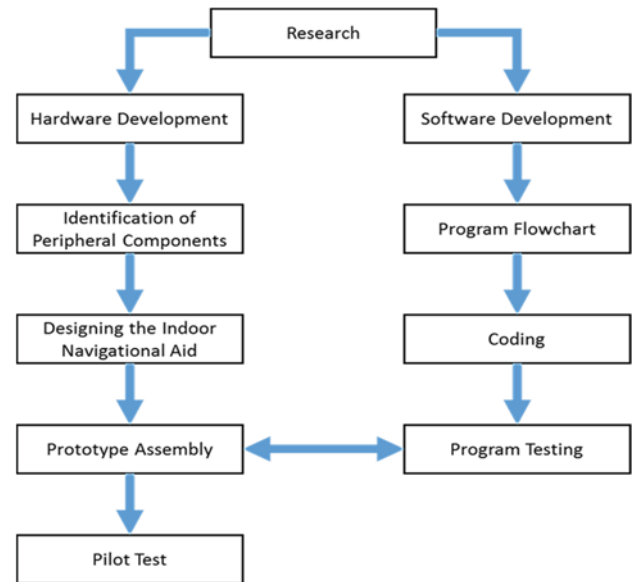 Research
Hardware Development
Software Development
Identification of
Peripheral Components
Program Flowchart
Designing the Indoor
Navigational Aid
Coding
Prototype Assembly
Program Testing
Pilot Test